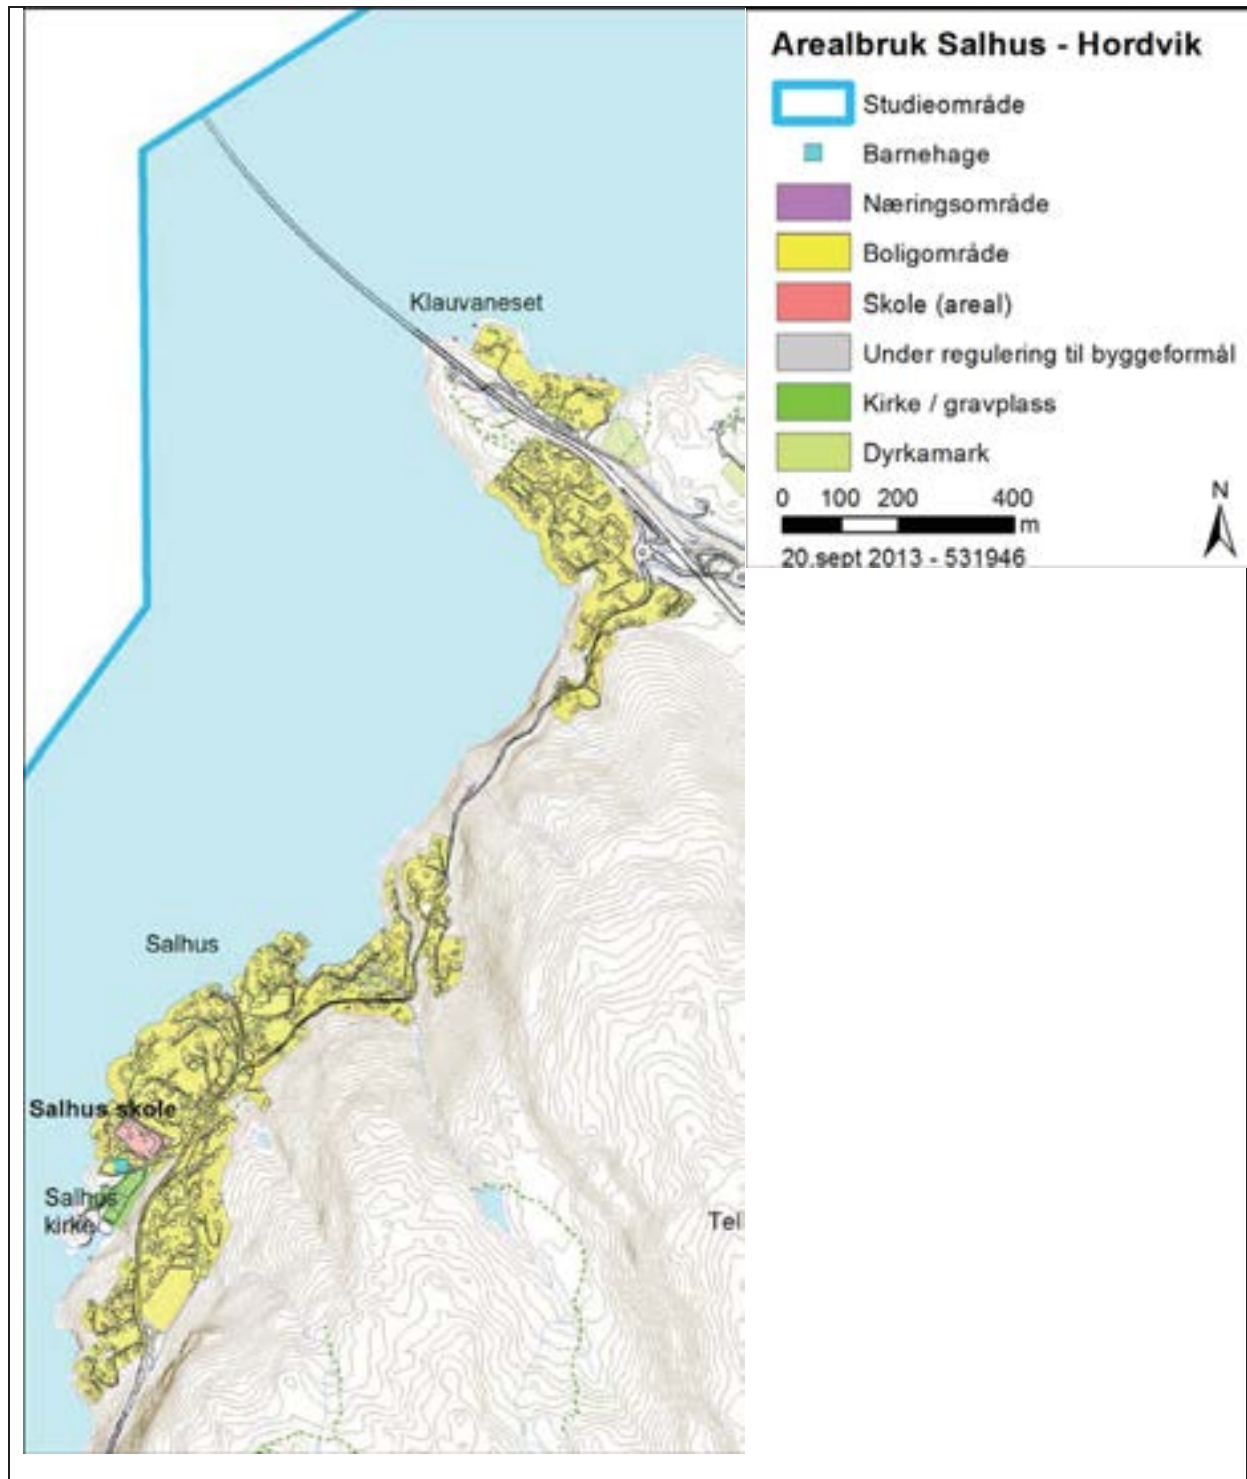 Arealbruk Salhus - Hordvik
Studieområde
Barnehage
Næringsområde
Boligområde
Skole (areal)
Under regulering til byggeformål
Kirke / gravplass
Dyrkamark
0 100 200 400
m
N
20.sept 2013 - 531946
Klauvaneset
Salhus
Salhus skole
Salhus
kirke
Tel